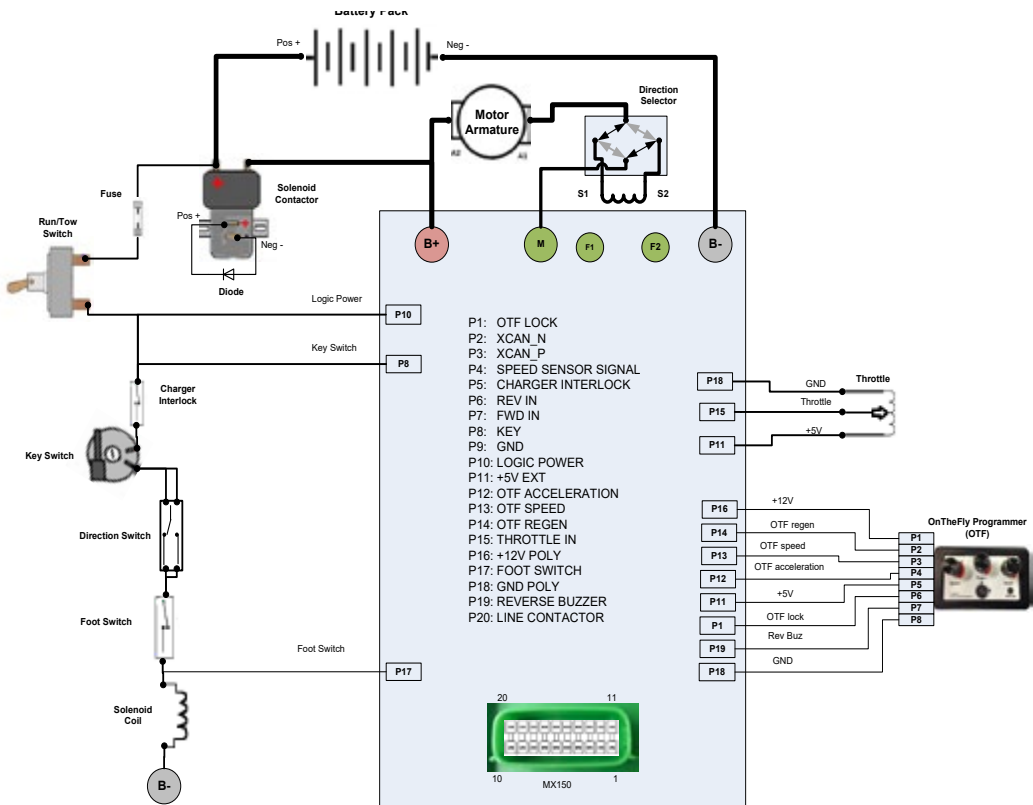 Battery Pack
Pos +
Neg -
Motor
Armature
A2
A1
Direction
Selector
S1
S2
Fuse
Solenoid
Contactor
Run/Tow
Switch
Pos +
Neg -
Diode
B+
M
F1
F2
B-
Logic Power
P10
Key Switch
P8
P1: OTF LOCK
P2: XCAN_N
P3: XCAN_P
P4: SPEED SENSOR SIGNAL
P5: CHARGER INTERLOCK
P6: REV IN
P7: FWD IN
P8: KEY
P9: GND
P10: LOGIC POWER
P11: +5V EXT
P12: OTF ACCELERATION
P13: OTF SPEED
P14: OTF REGEN
P15: THROTTLE IN
P16: +12V POLY
P17: FOOT SWITCH
P18: GND POLY
P19: REVERSE BUZZER
P20: LINE CONTACTOR
P18
GND
Throttle
P15
Throttle
P11
+5V
Charger
Interlock
Key Switch
Direction Switch
Foot Switch
Foot Switch
P17
Solenoid
Coil
B-
P16
+12V
P14
OTF regen
P13
OTF speed
P12
OTF acceleration
P11
+5V
P1
OTF lock
P19
Rev Buz
P18
GND
OnTheFly Programmer
(OTF)
P1
P2
P3
P4
P5
P6
P7
P8
20
11
10
1
MX150